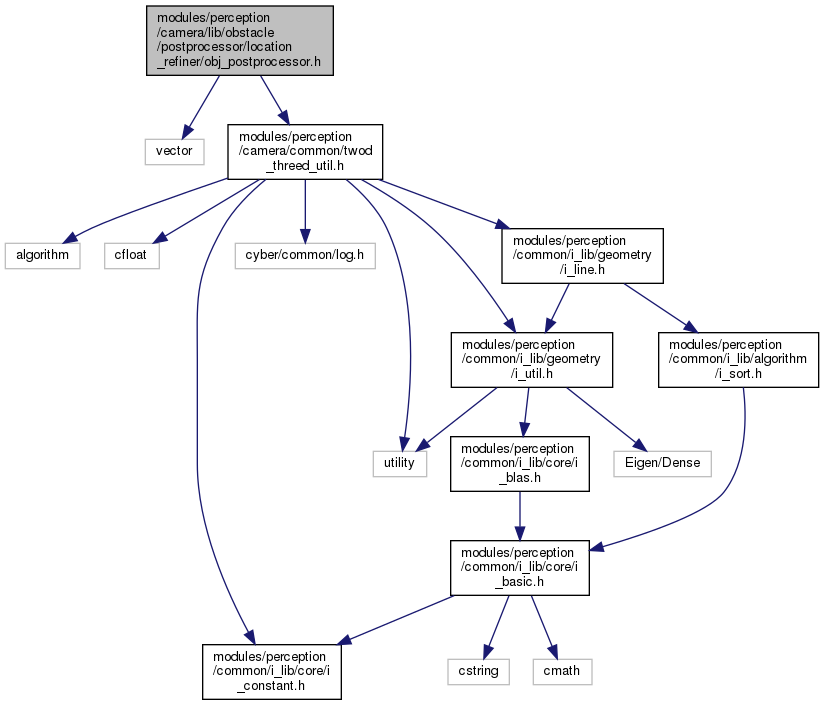 modules/perception
/camera/lib/obstacle
/postprocessor/location
_refiner/obj_postprocessor.h
vector
modules/perception
/camera/common/twod
_threed_util.h
algorithm
cfloat
cyber/common/log.h
modules/perception
/common/i_lib/geometry
/i_line.h
modules/perception
/common/i_lib/geometry
/i_util.h
modules/perception
/common/i_lib/algorithm
/i_sort.h
utility
modules/perception
/common/i_lib/core/i
_blas.h
Eigen/Dense
modules/perception
/common/i_lib/core/i
_basic.h
modules/perception
/common/i_lib/core/i
_constant.h
cstring
cmath